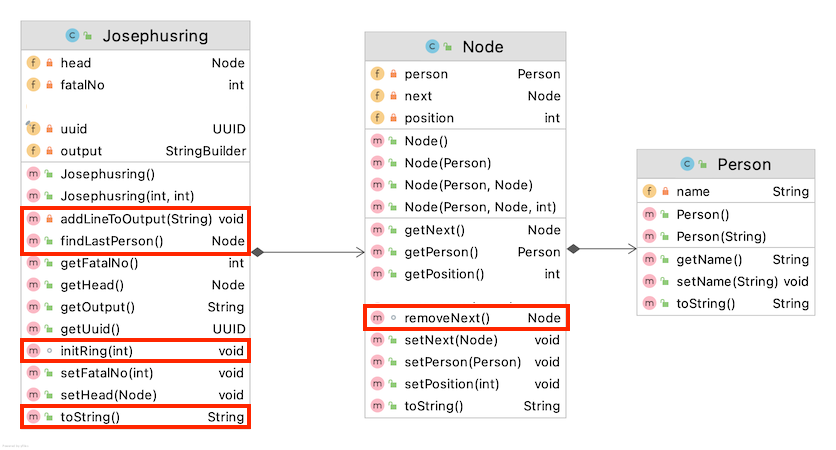 Josephusring
head Node
fatalNo int
uuid UUID
output StringBuilder
Josephusring()
Josephusring(int, int)
addLineToOutput(String) void
findLastPerson() Node
getFatalNo() int
getHead() Node
getOutput() String
getUuid() UUID
initRing(int) void
setFatalNo(int) void
setHead(Node) void
toString() String
Node
person Person
next Node
position int
Node()
Node(Person)
Node(Person, Node)
Node(Person, Node, int)
getNext() Node
getPerson() Person
getPosition() int
removeNext() Node
setNext(Node) void
setPerson(Person) void
setPosition(int) void
toString() String
Person
name String
Person()
Person(String)
getName() String
setName(String) void
toString() String